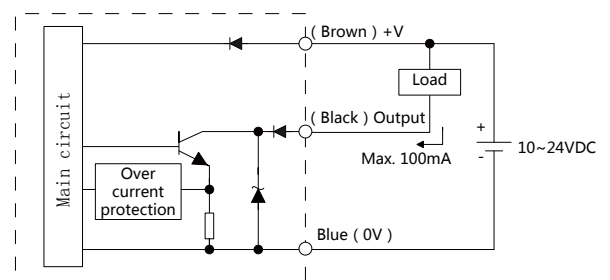 ( Brown ) +V
Load
( Black ) Output
Main circuit
Max. 100mA
+
-
10~24VDC
Over
current
protection
Blue ( 0V )